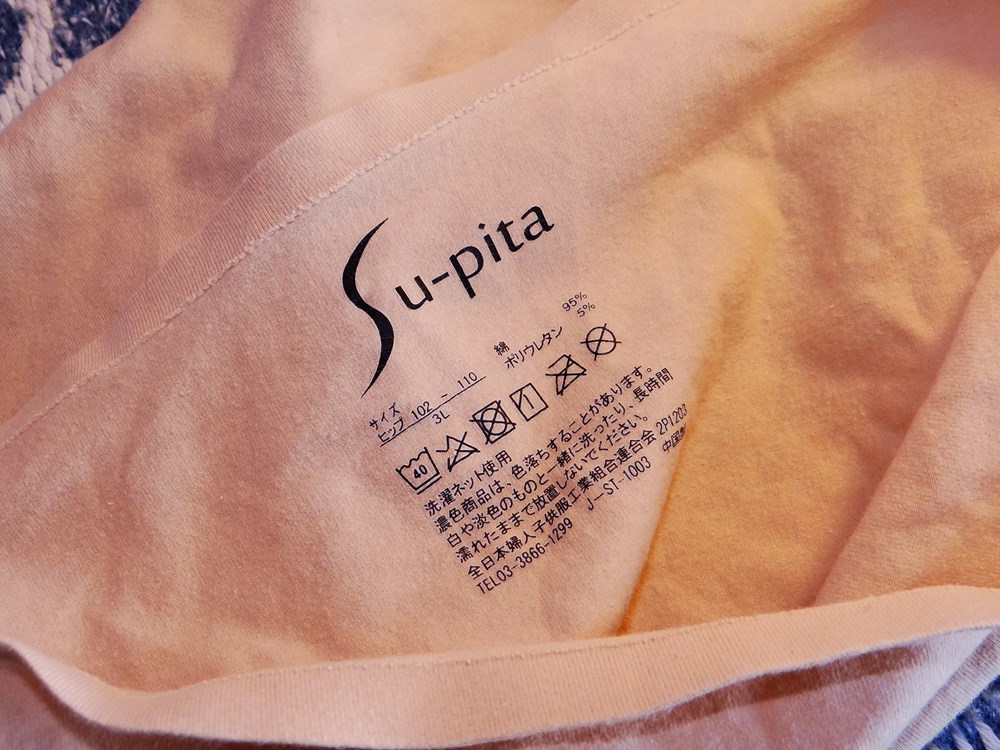 Su-pita
綿 95%
ポリウレタン 5%
サイズ
ヒップ 102 - 110
3L
40
1
洗濯ネット使用
濃色商品は、色落ちすることがあります。
白や淡色のものと一緒に洗ったり、長時間
濡れたままで放置しないでください。
全日本婦人子供服工業組合連合会 2P1203
TEL03-3866-1299 J-ST-1003 中国製